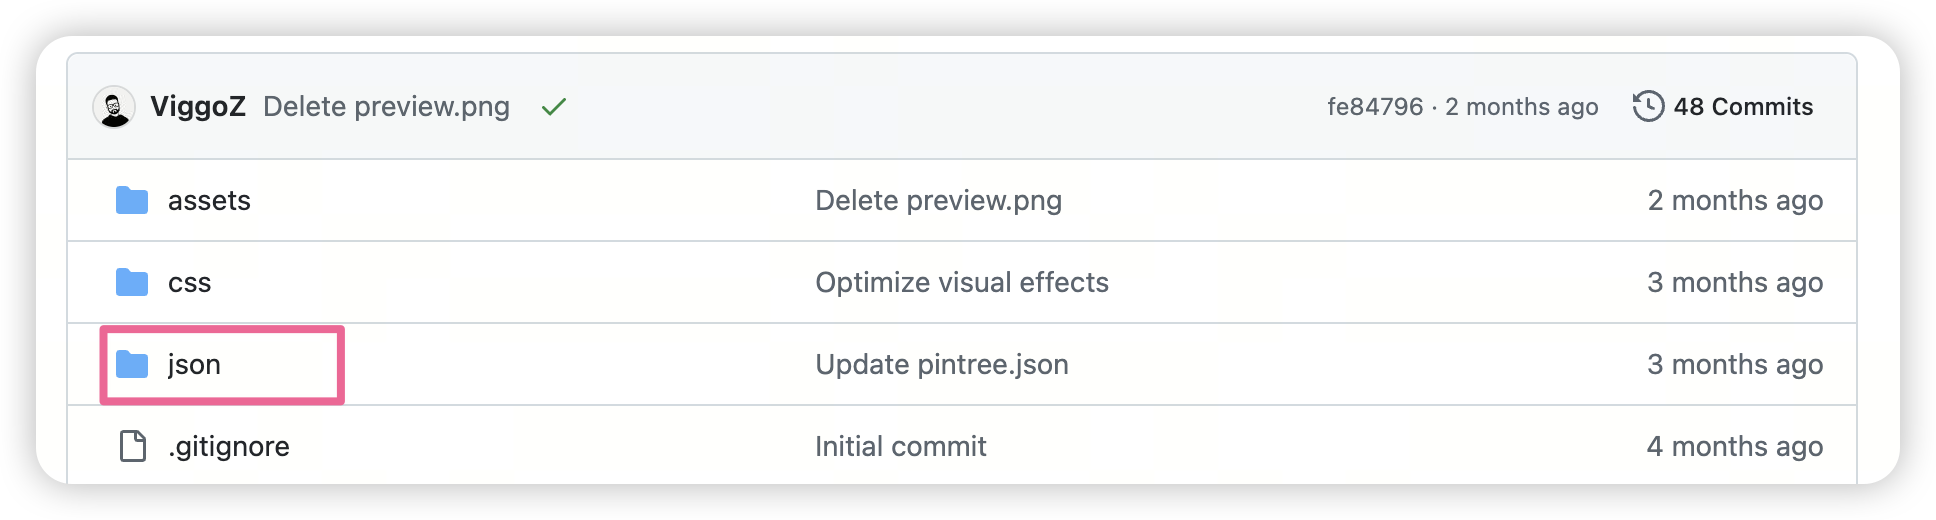 ViggoZ Delete preview.png fe84796 · 2 months ago 48 Commits
assets Delete preview.png 2 months ago
css Optimize visual effects 3 months ago
json Update pintree.json 3 months ago
.gitignore Initial commit 4 months ago